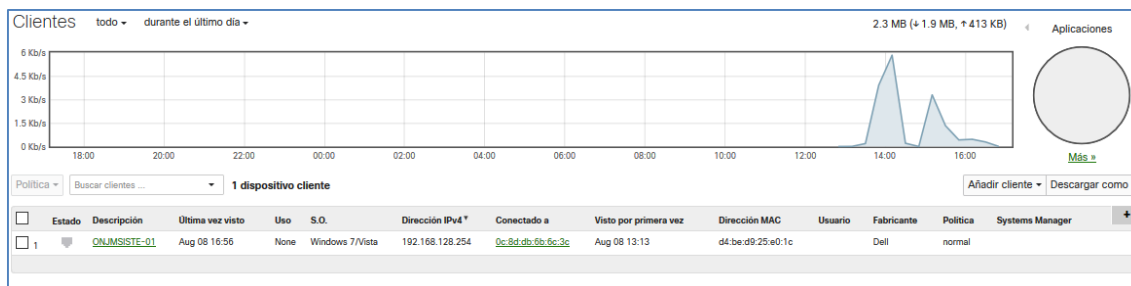 Clientes todo durante el último día 2.3 MB (↓1.9 MB, ↑413 KB) Aplicaciones
6 Kb/s
4.5 Kb/s
3 Kb/s
1.5 Kb/s
0 Kb/s
18:00 20:00 22:00 00:00 02:00 04:00 06:00 08:00 10:00 12:00 14:00 16:00
Más »
Política Buscar clientes ... 1 dispositivo cliente Añadir cliente Descargar como
Estado Descripción Última vez visto Uso S.O. Dirección IPv4 Conectado a Visto por primera vez Dirección MAC Usuario Fabricante Política Systems Manager +
1 ONJMSISTE-01 Aug 08 16:56 None Windows 7/Vista 192.168.128.254 0c:8d:db:6b:6c:3c Aug 08 13:13 d4:be:d9:25:e0:1c Dell normal